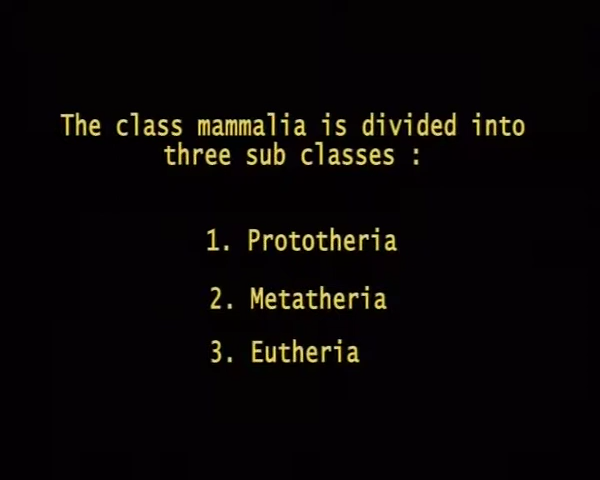 The class mammalia is divided into
three sub classes :
1. Prototheria
2. Metatheria
3. Eutheria